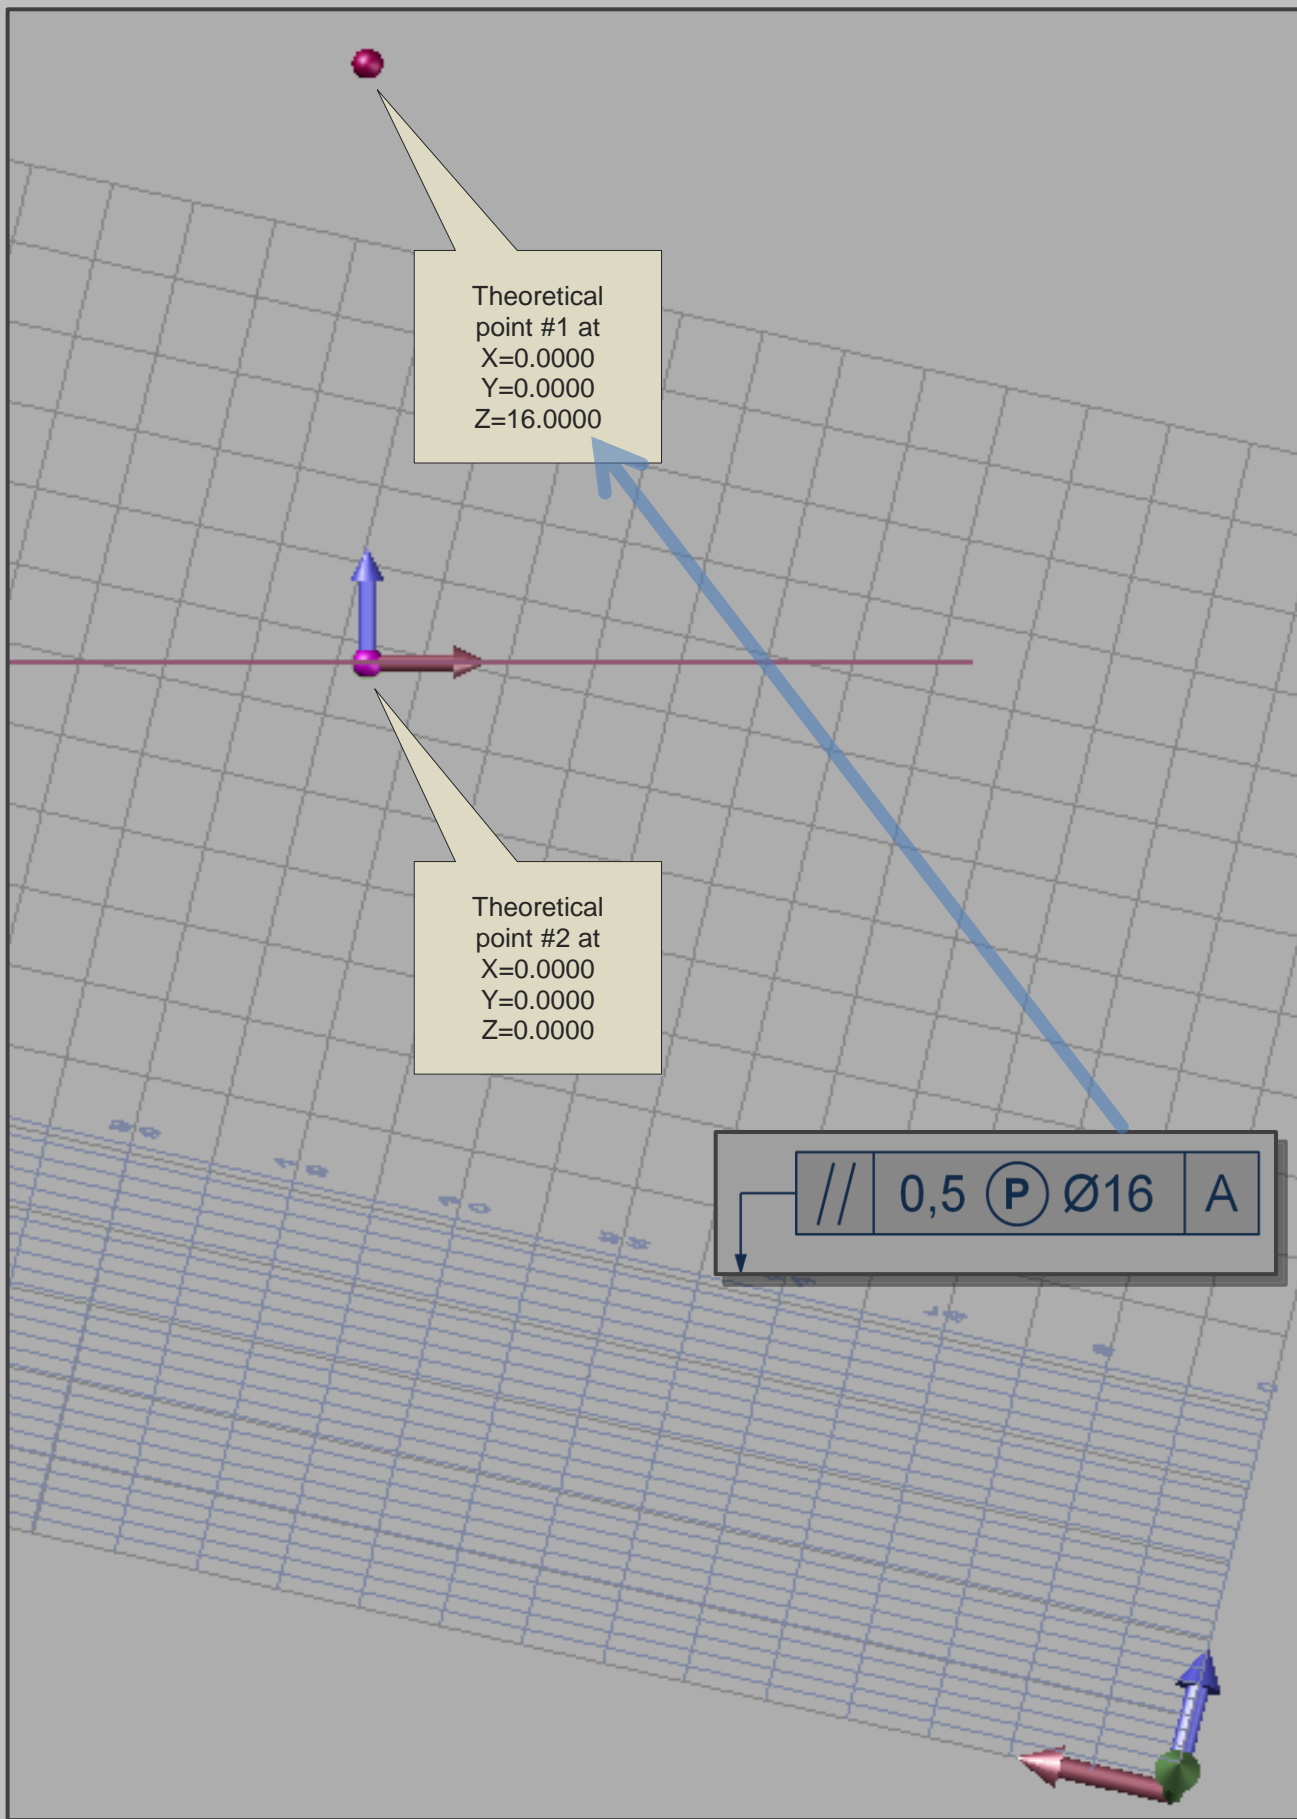 Theoretical
point #1 at
X=0.0000
Y=0.0000
Z=16.0000
Theoretical
point #2 at
X=0.0000
Y=0.0000
Z=0.0000
// 0,5 Ⓟ Ø16 A